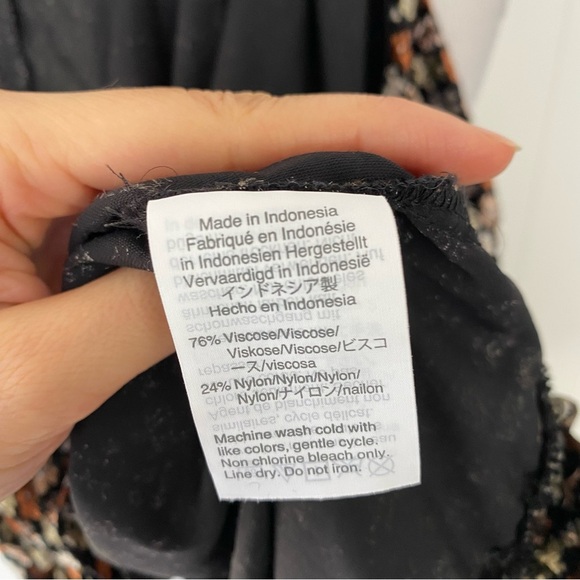 Made in Indonesia
Fabriqué en Indonésie
in Indonesien Hergestellt
Vervaardigd in Indonesië
インドネシア製
Hecho en Indonesia
76% Viscose/Viscose/
Viskose/Viscose/ビスコ
ース/viscosa
24% Nylon/Nylon/Nylon/
Nylon/ナイロン/nailon
Machine wash cold with
like colors, gentle cycle.
Non chlorine bleach only.
Line dry. Do not iron.